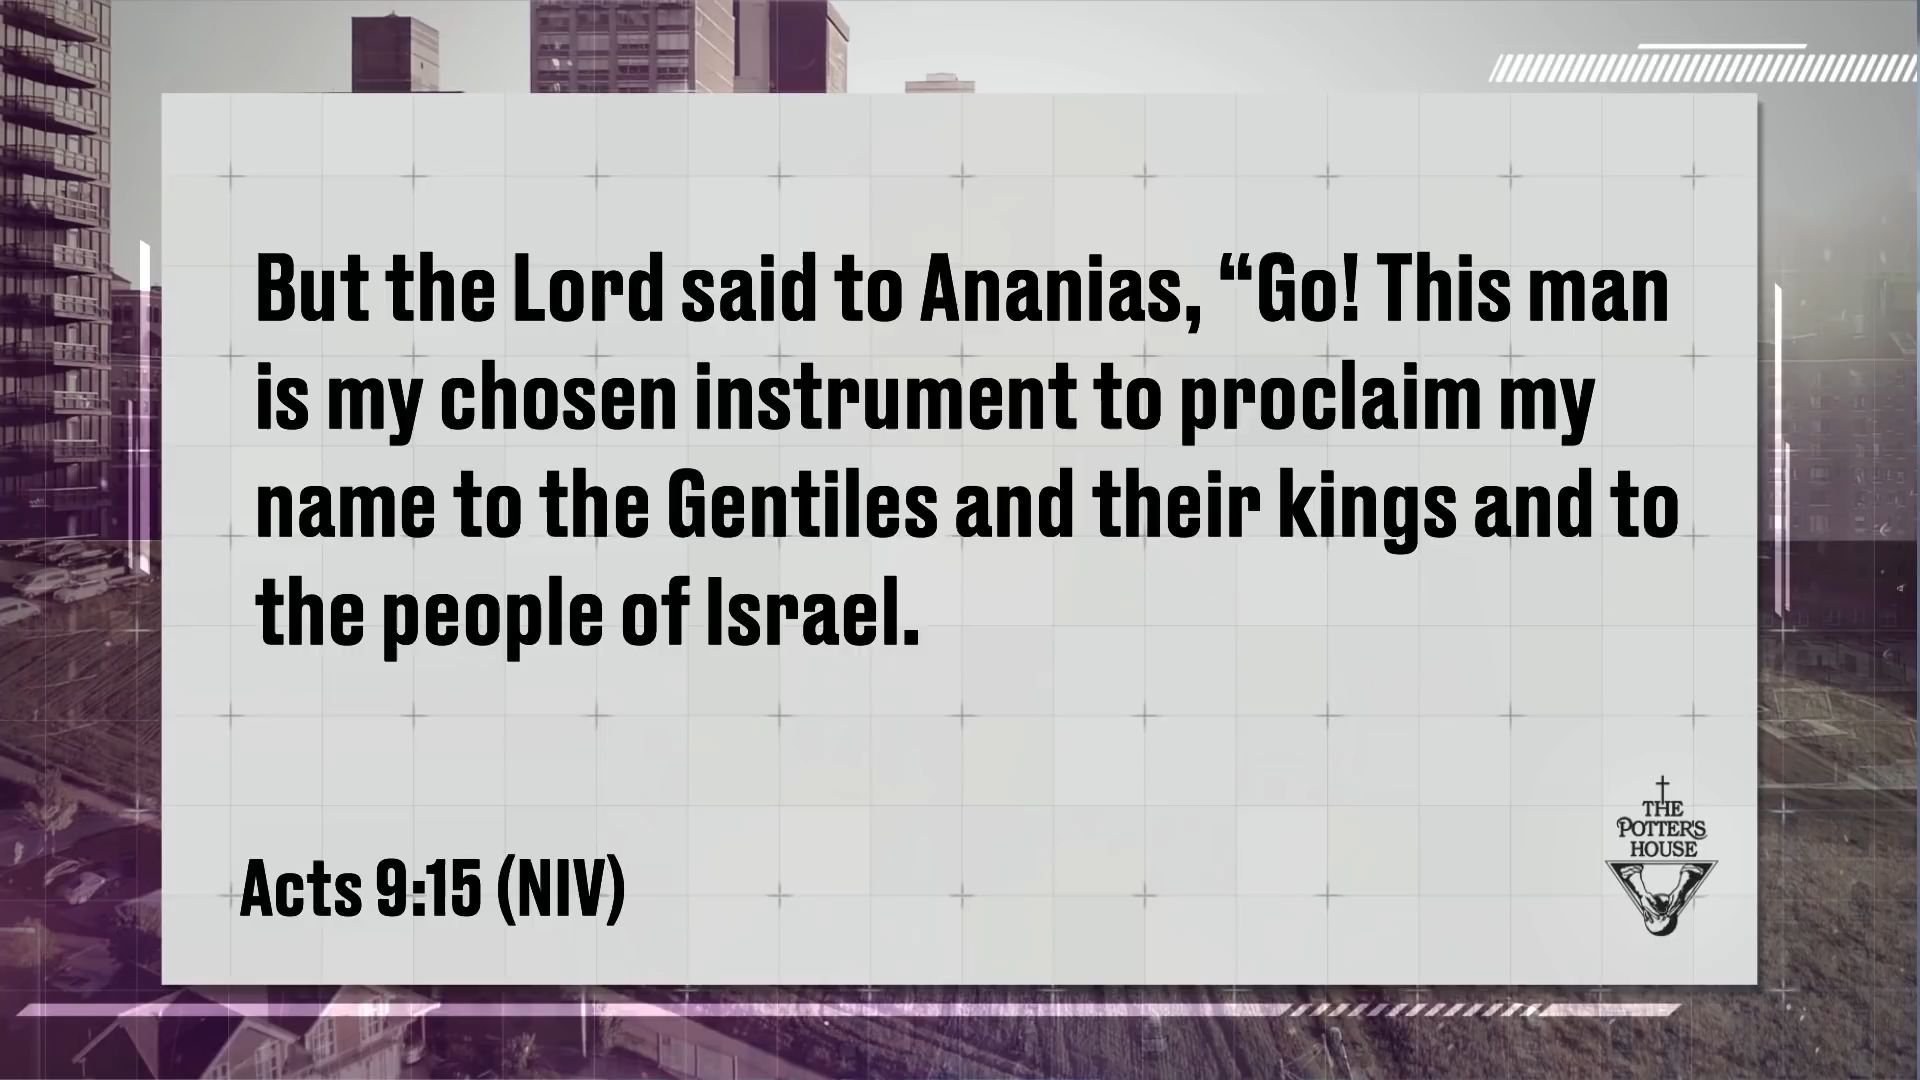 But the Lord said to Ananias, “Go! This man
is my chosen instrument to proclaim my
name to the Gentiles and their kings and to
the people of Israel.
Acts 9:15 (NIV)
THE
POTTER'S
HOUSE